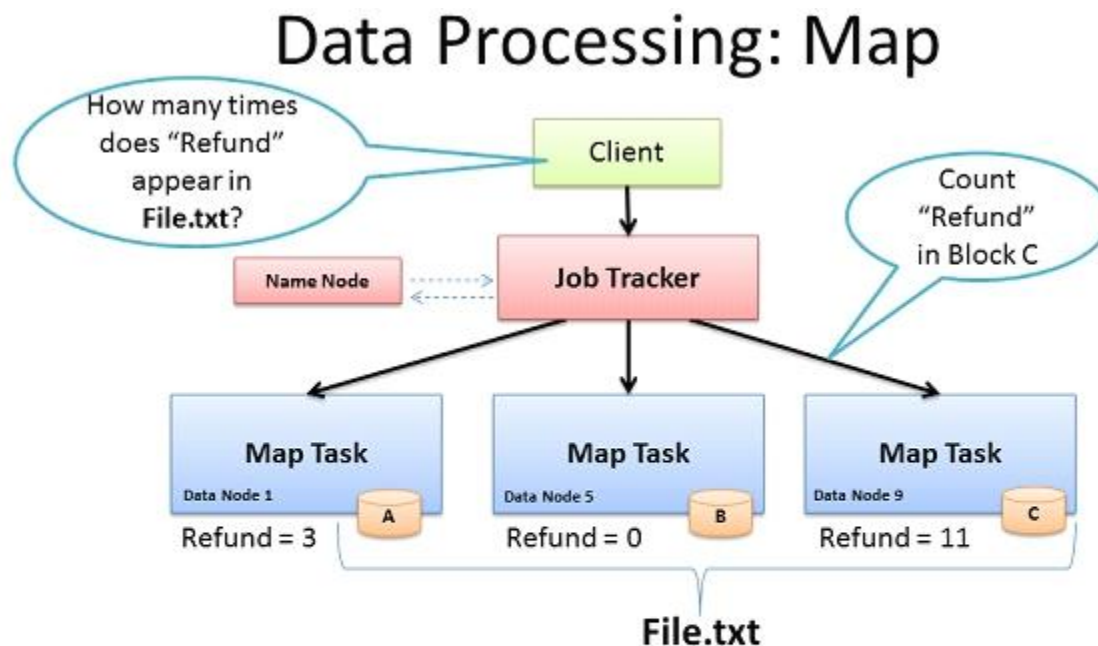 Data Processing: Map
How many times
does “Refund”
appear in
File.txt?
Client
Count
“Refund”
in Block C
Name Node
Job Tracker
Map Task
Data Node 1
A
Refund = 3
Map Task
Data Node 5
B
Refund = 0
Map Task
Data Node 9
C
Refund = 11
File.txt